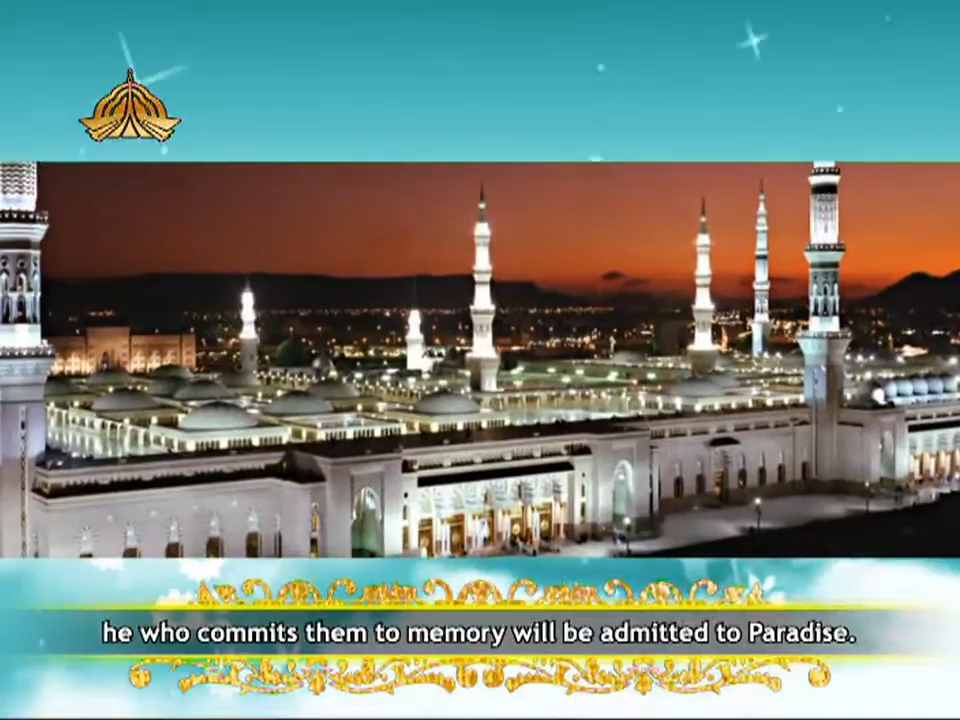 he who commits them to memory will be admitted to Paradise.